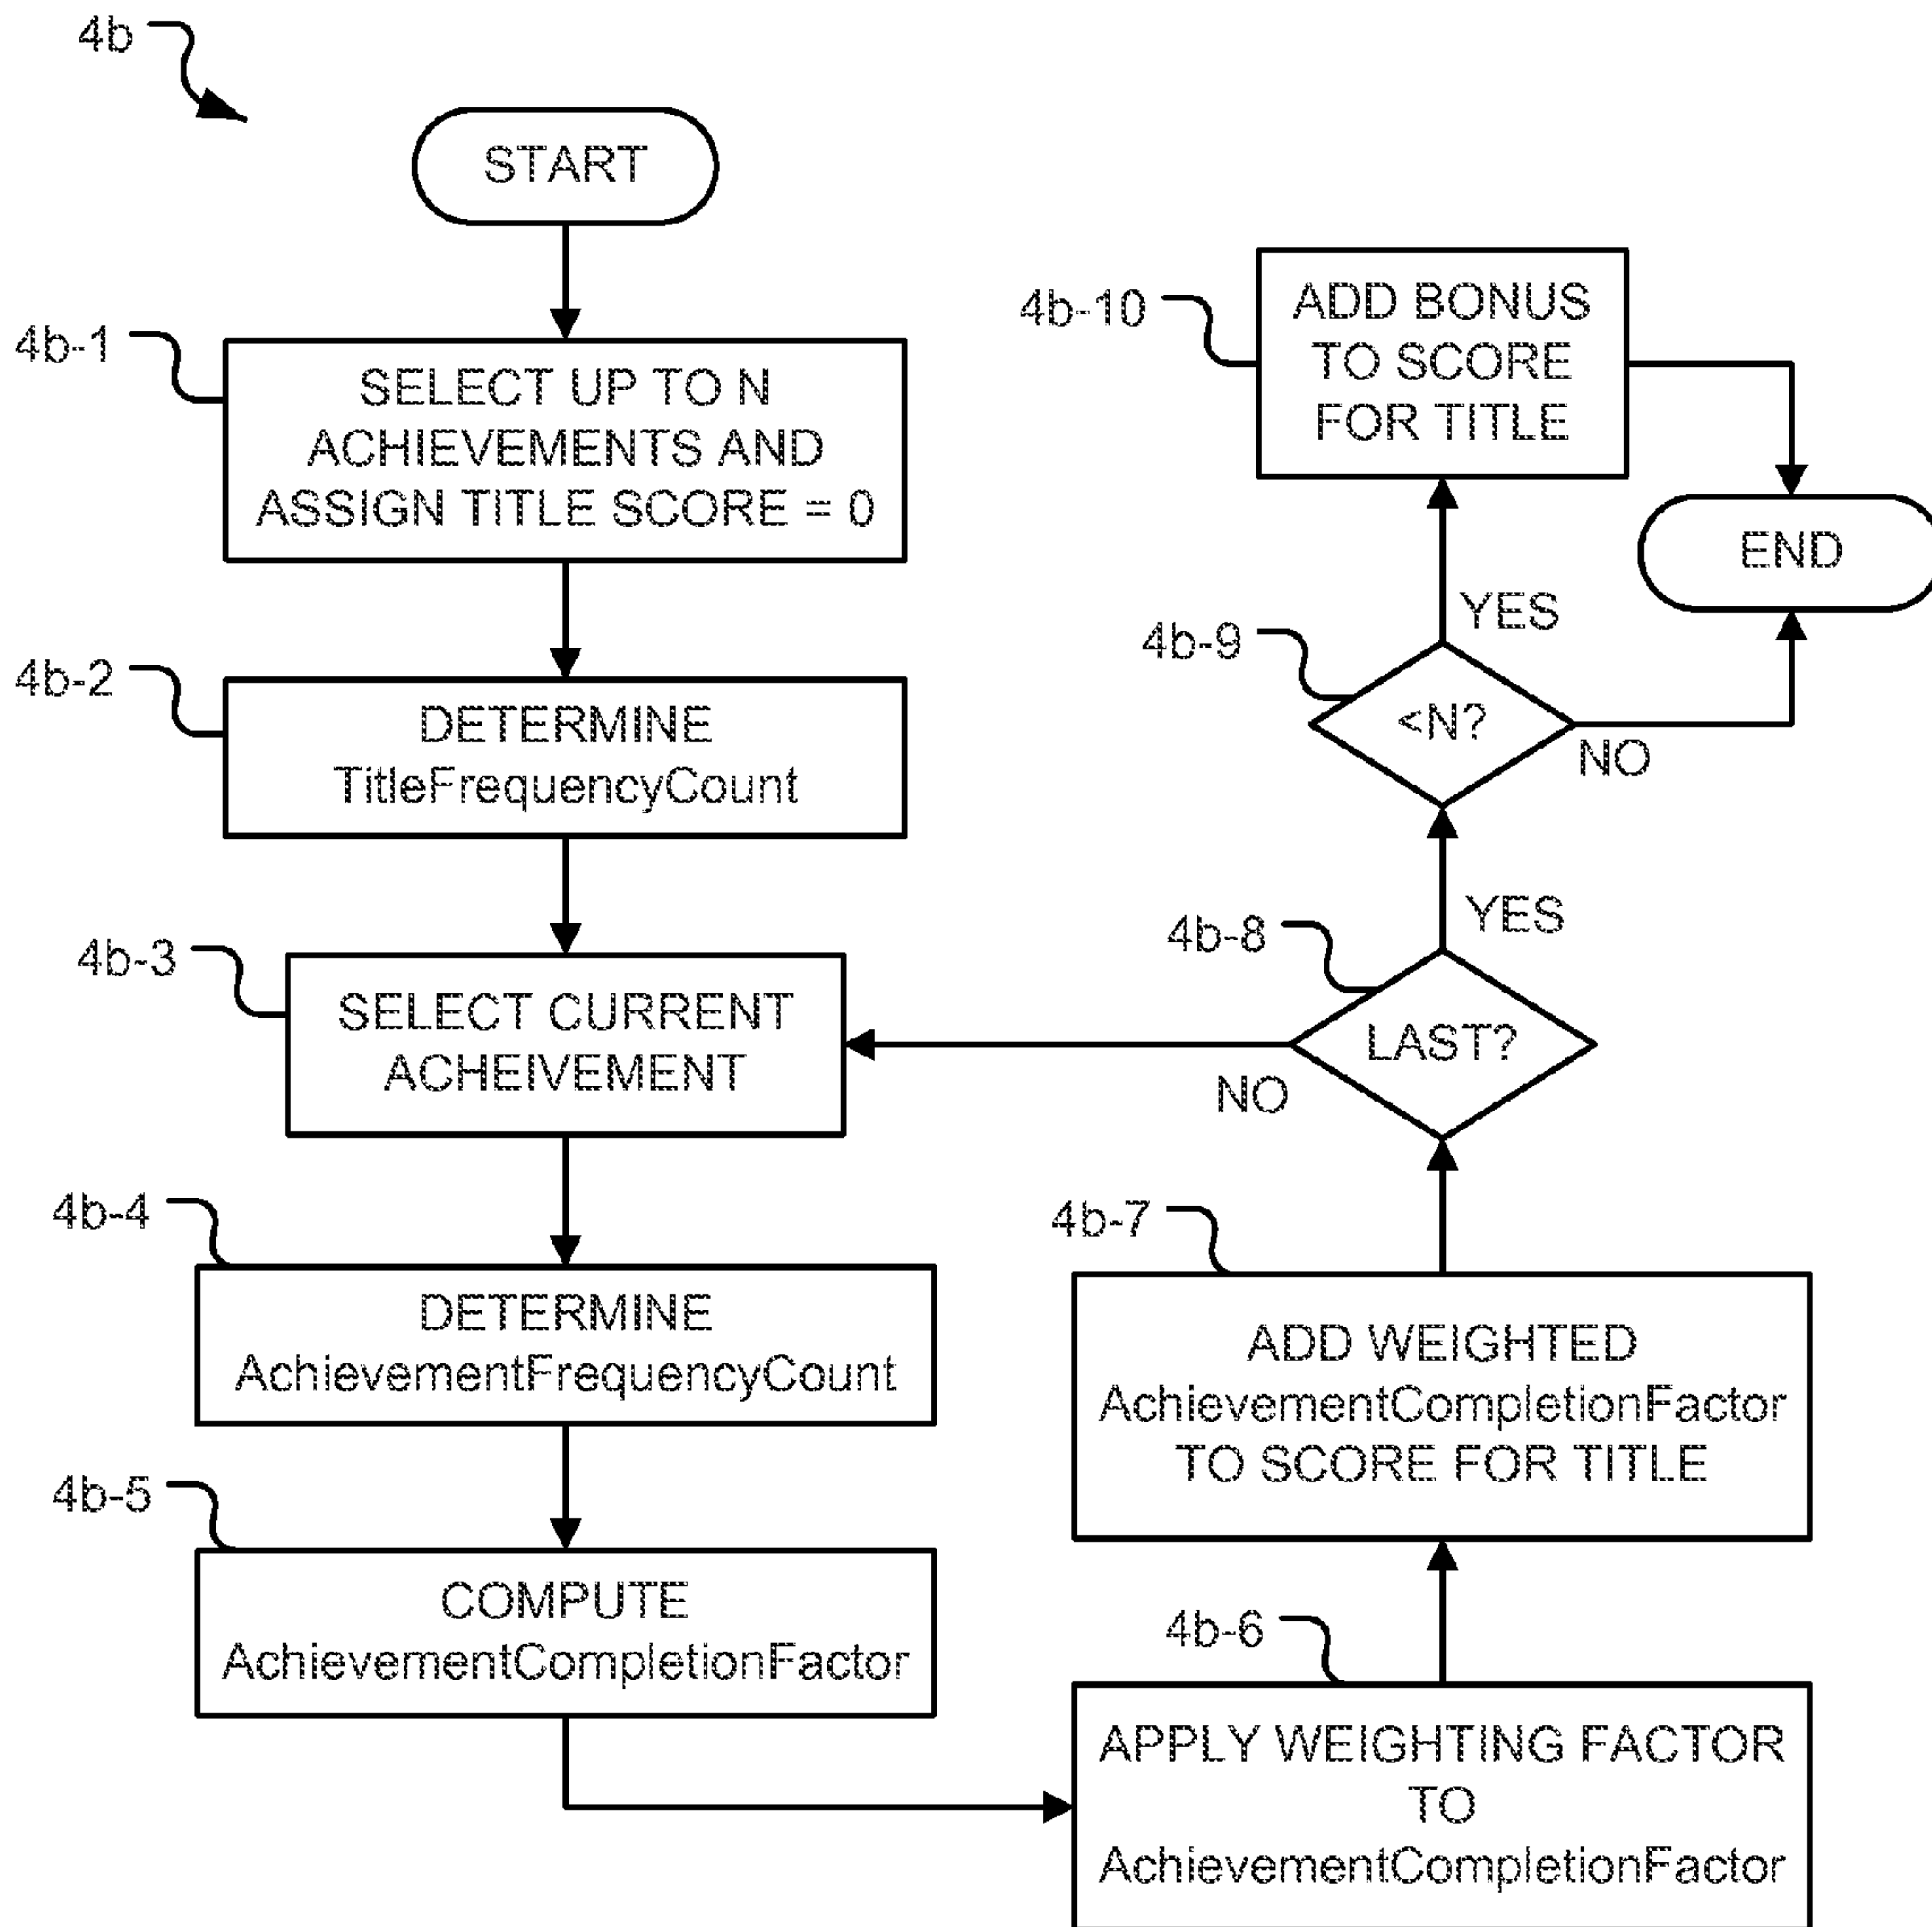 4b
START
4b-1
SELECT UP TO N
ACHIEVEMENTS AND
ASSIGN TITLE SCORE = 0
4b-2
DETERMINE
TitleFrequencyCount
4b-3
SELECT CURRENT
ACHEIVEMENT
4b-4
DETERMINE
AchievementFrequencyCount
4b-5
COMPUTE
AchievementCompletionFactor
4b-6
APPLY WEIGHTING FACTOR
TO
AchievementCompletionFactor
4b-7
ADD WEIGHTED
AchievementCompletionFactor
TO SCORE FOR TITLE
4b-8
LAST?
NO
YES
4b-9
<N?
NO
YES
4b-10
ADD BONUS
TO SCORE
FOR TITLE
END